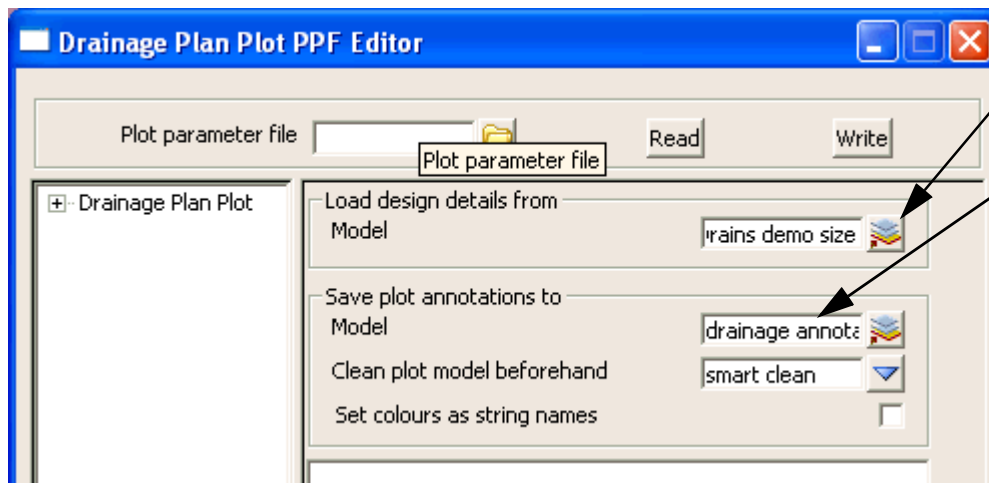 Drainage Plan Plot PPF Editor
Plot parameter file
Read
Write
Plot parameter file
Drainage Plan Plot
Load design details from
Model
rains demo size
Save plot annotations to
Model
drainage annota
Clean plot model beforehand
smart clean
Set colours as string names